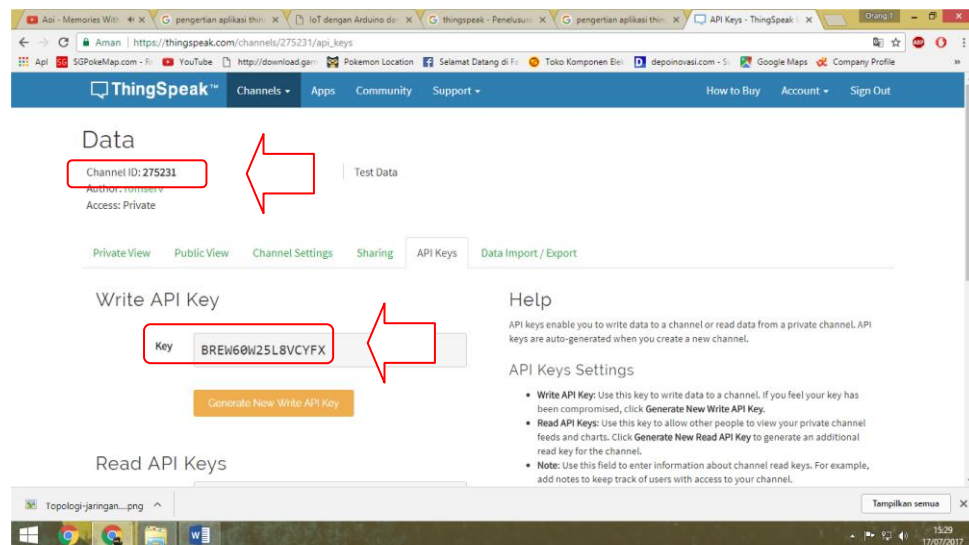 Aoi - Memories With
pengertian aplikasi thin
IoT dengan Arduino da
thingspeak - Penelusur
pengertian aplikasi thin
API Keys - ThingSpeak
Orang 1
Aman | https://thingspeak.com/channels/275231/api_keys
Apl
SGPokeMap.com - R
YouTube
http://download.gam
Pokemon Location
Selamat Datang di F
Toko Komponen Ele
depoinovasi.com - S
Google Maps
Company Profile
»
ThingSpeak™
Channels
Apps
Community
Support
How to Buy
Account
Sign Out
Data
Channel ID: 275231
Test Data
Author: romserv
Access: Private
Private View
Public View
Channel Settings
Sharing
API Keys
Data Import / Export
Write API Key
Key
BREW60W25L8VCYFX
Generate New Write API Key
Read API Keys
Help
API keys enable you to write data to a channel or read data from a private channel. API
keys are auto-generated when you create a new channel.
API Keys Settings
• Write API Key: Use this key to write data to a channel. If you feel your key has
been compromised, click Generate New Write API Key.
• Read API Keys: Use this key to allow other people to view your private channel
feeds and charts. Click Generate New Read API Key to generate an additional
read key for the channel.
• Note: Use this field to enter information about channel read keys. For example,
add notes to keep track of users with access to your channel.
Topologi-jaringan....png
Tampilkan semua
15:29
17/07/2017